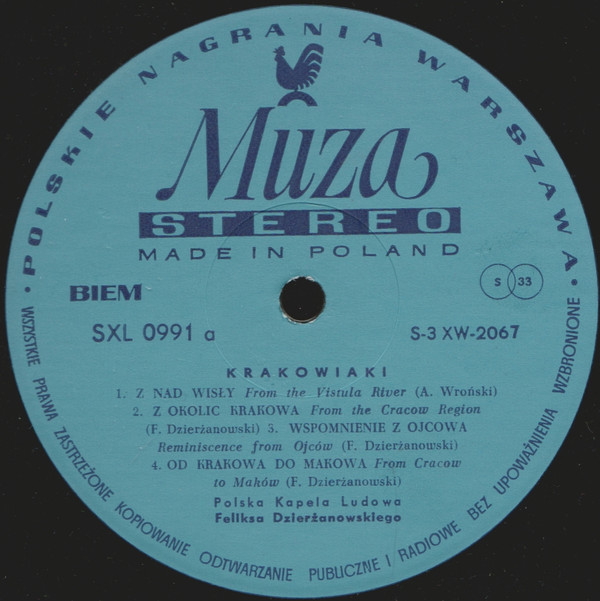 • POLSKIE NAGRANIA WARSZAWA •
Muza
STEREO
MADE IN POLAND
BIEM
S 33
SXL 0991 a
S-3 XW-2067
KRAKOWIAKI
1. Z NAD WISŁY From the Vistula River (A. Wroński)
2. Z OKOLIC KRAKOWA From the Cracow Region
(F. Dzierżanowski) 3. WSPOMNIENIE Z OJCOWA
Reminiscence from Ojców (F. Dzierżanowski)
4. OD KRAKOWA DO MAKOWA From Cracow
to Maków (F. Dzierżanowski)
Polska Kapela Ludowa
Feliksa Dzierżanowskiego
WSZYSTKIE PRAWA ZASTRZEŻONE KOPIOWANIE ODTWARZANIE PUBLICZNE I RADIOWE BEZ UPOWAŻNIENIA WZBRONIONE